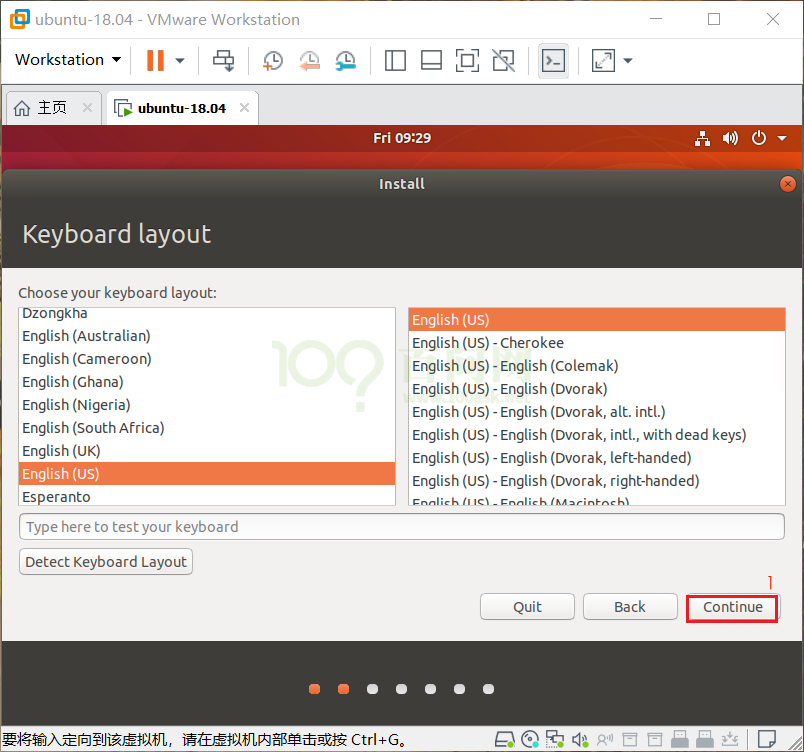 ubuntu-18.04 - VMware Workstation
Workstation
主页
ubuntu-18.04
Fri 09:29
Install
Keyboard layout
Choose your keyboard layout:
Dzongkha
English (Australian)
English (Cameroon)
English (Ghana)
English (Nigeria)
English (South Africa)
English (UK)
English (US)
Esperanto
English (US)
English (US) - Cherokee
English (US) - English (Colemak)
English (US) - English (Dvorak)
English (US) - English (Dvorak, alt. intl.)
English (US) - English (Dvorak, intl., with dead keys)
English (US) - English (Dvorak, left-handed)
English (US) - English (Dvorak, right-handed)
English (US) - English (Macintosh)
Type here to test your keyboard
Detect Keyboard Layout
1
Quit
Back
Continue
要将输入定向到该虚拟机，请在虚拟机内部单击或按 Ctrl+G。